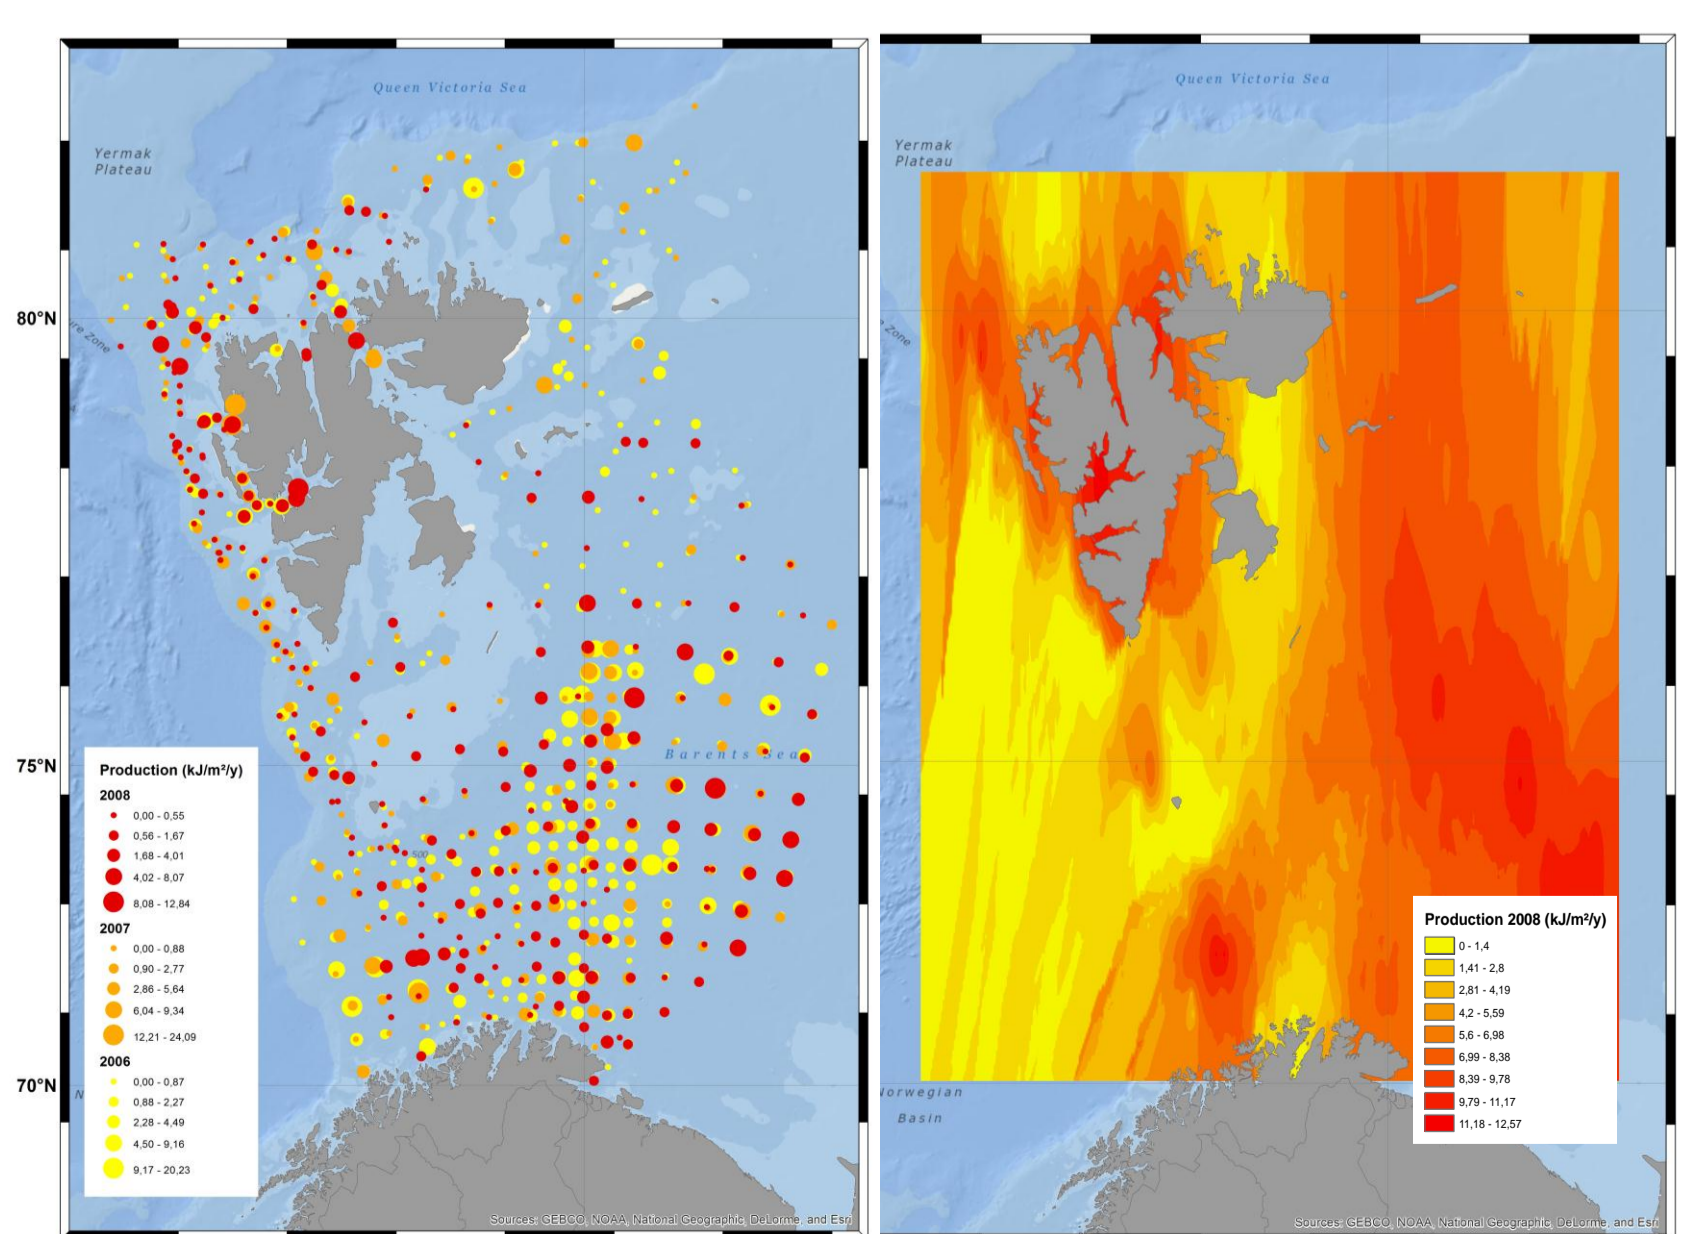 Queen Victoria Sea
Yermak
Plateau
80°N
ure Zone
Barents Sea
75°N
500
70°N
N
Production (kJ/m²/y)
2008
0,00 - 0,55
0,56 - 1,67
1,68 - 4,01
4,02 - 8,07
8,08 - 12,84
2007
0,00 - 0,88
0,90 - 2,77
2,86 - 5,64
6,04 - 9,34
12,21 - 24,09
2006
0,00 - 0,87
0,88 - 2,27
2,28 - 4,49
4,50 - 9,16
9,17 - 20,23
Sources: GEBCO, NOAA, National Geographic, DeLorme, and Esri
Queen Victoria Sea
Yermak
Plateau
e Zone
Production 2008 (kJ/m²/y)
0 - 1,4
1,41 - 2,8
2,81 - 4,19
4,2 - 5,59
5,6 - 6,98
6,99 - 8,38
8,39 - 9,78
9,79 - 11,17
11,18 - 12,57
Norwegian
Basin
Sources: GEBCO, NOAA, National Geographic, DeLorme, and Esri